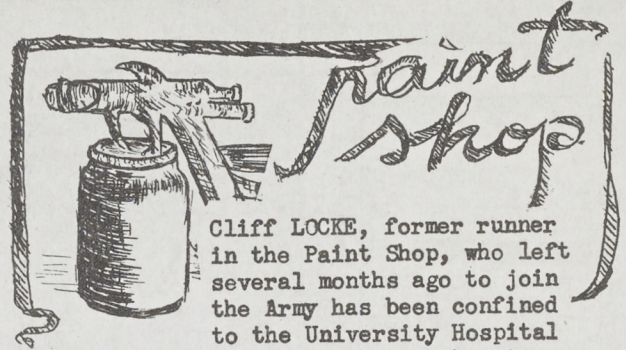 Paint
shop
Cliff LOCKE, former runner
in the Paint Shop, who left
several months ago to join
the Army has been confined
to the University Hospital